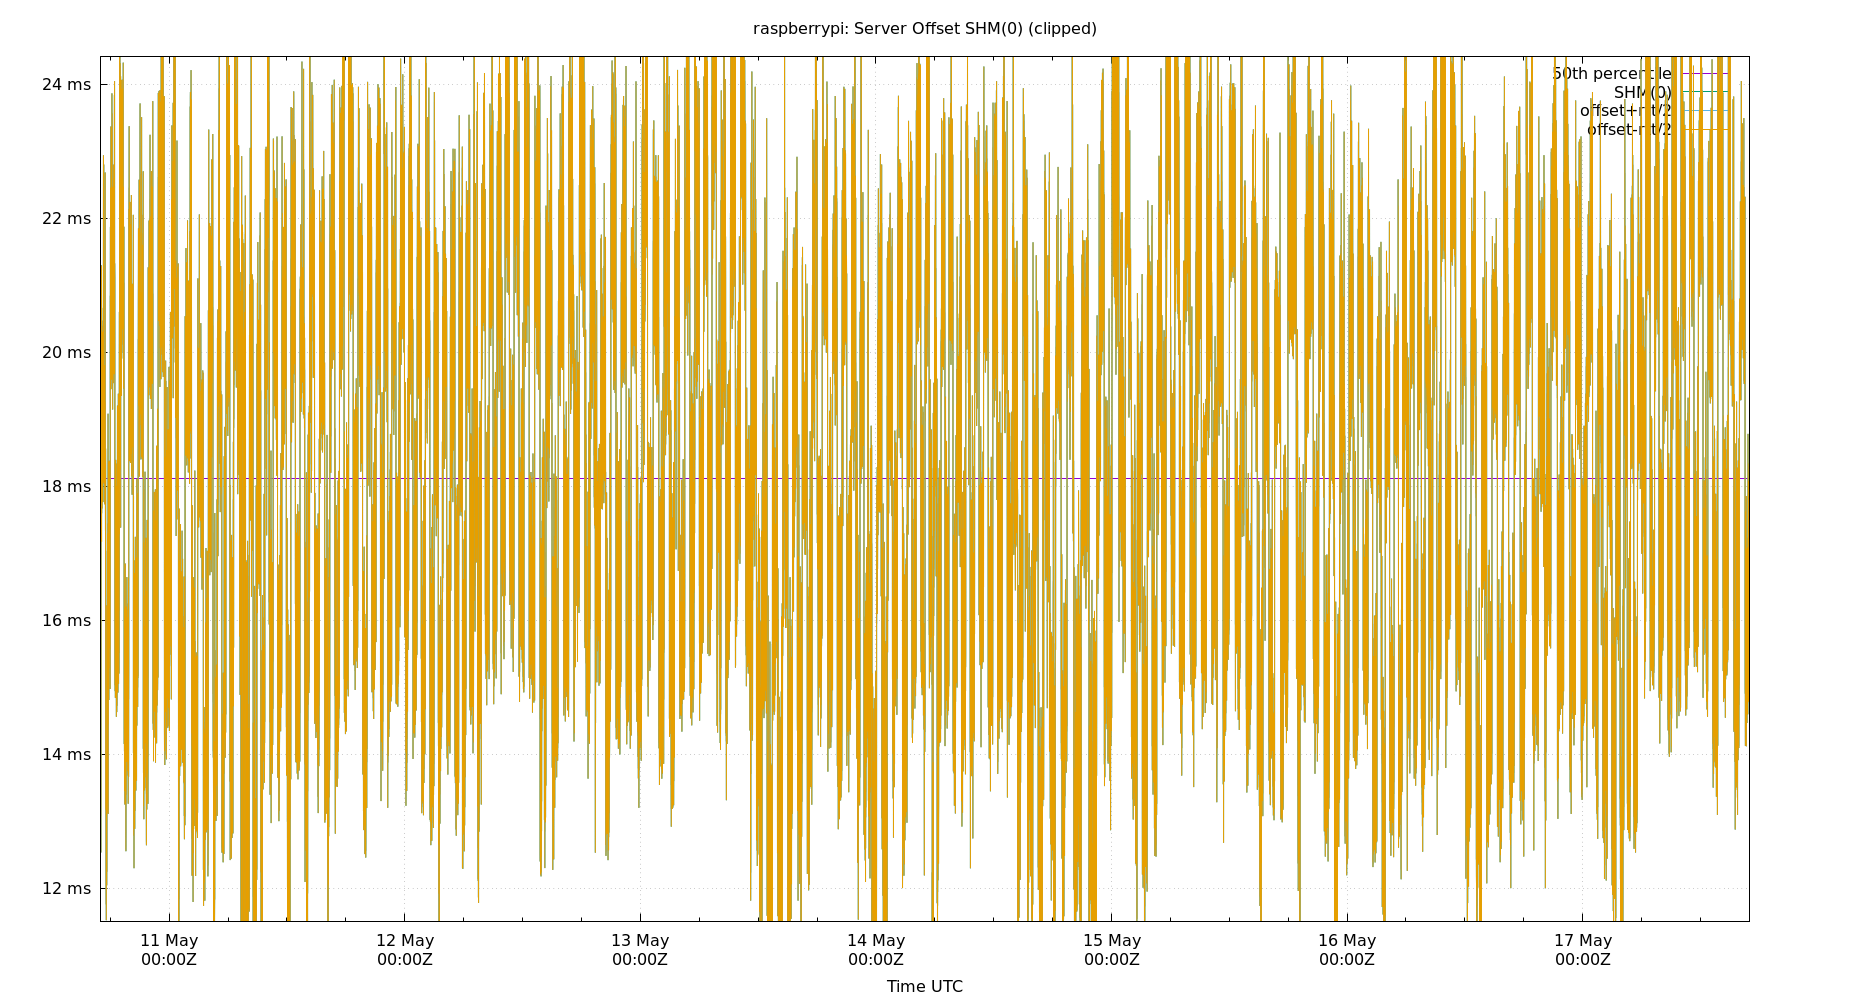 raspberrypi: Server Offset SHM(0) (clipped)
24 ms
22 ms
20 ms
18 ms
16 ms
14 ms
12 ms
50th percentile
SHM(0)
offset+rtt/2
offset-rtt/2
11 May 12 May 13 May 14 May 15 May 16 May 17 May
00:00Z 00:00Z 00:00Z 00:00Z 00:00Z 00:00Z 00:00Z
Time UTC